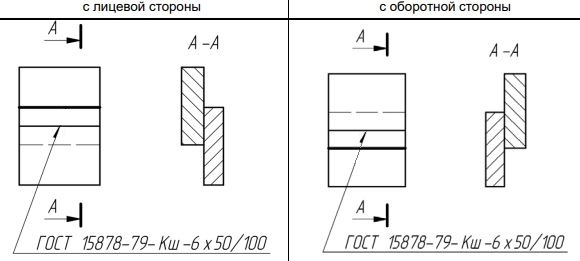 с лицевой стороны
с оборотной стороны
А
А-А
А
А-А
А
ГОСТ 15878-79- Кш -6 х 50/100
А
ГОСТ 15878-79- Кш -6 х 50/100